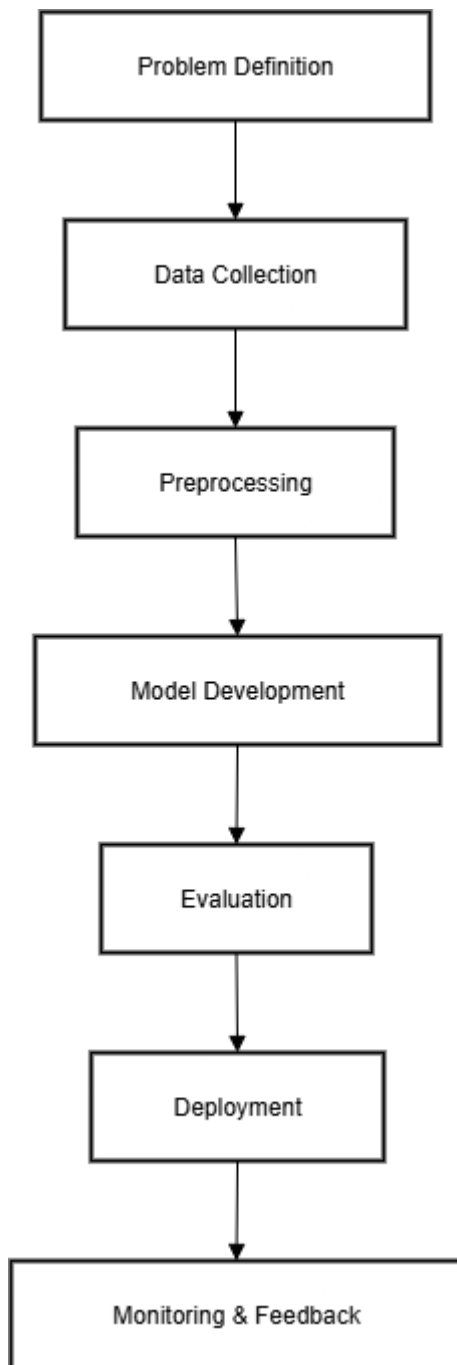 Problem Definition
Data Collection
Preprocessing
Model Development
Evaluation
Deployment
Monitoring & Feedback